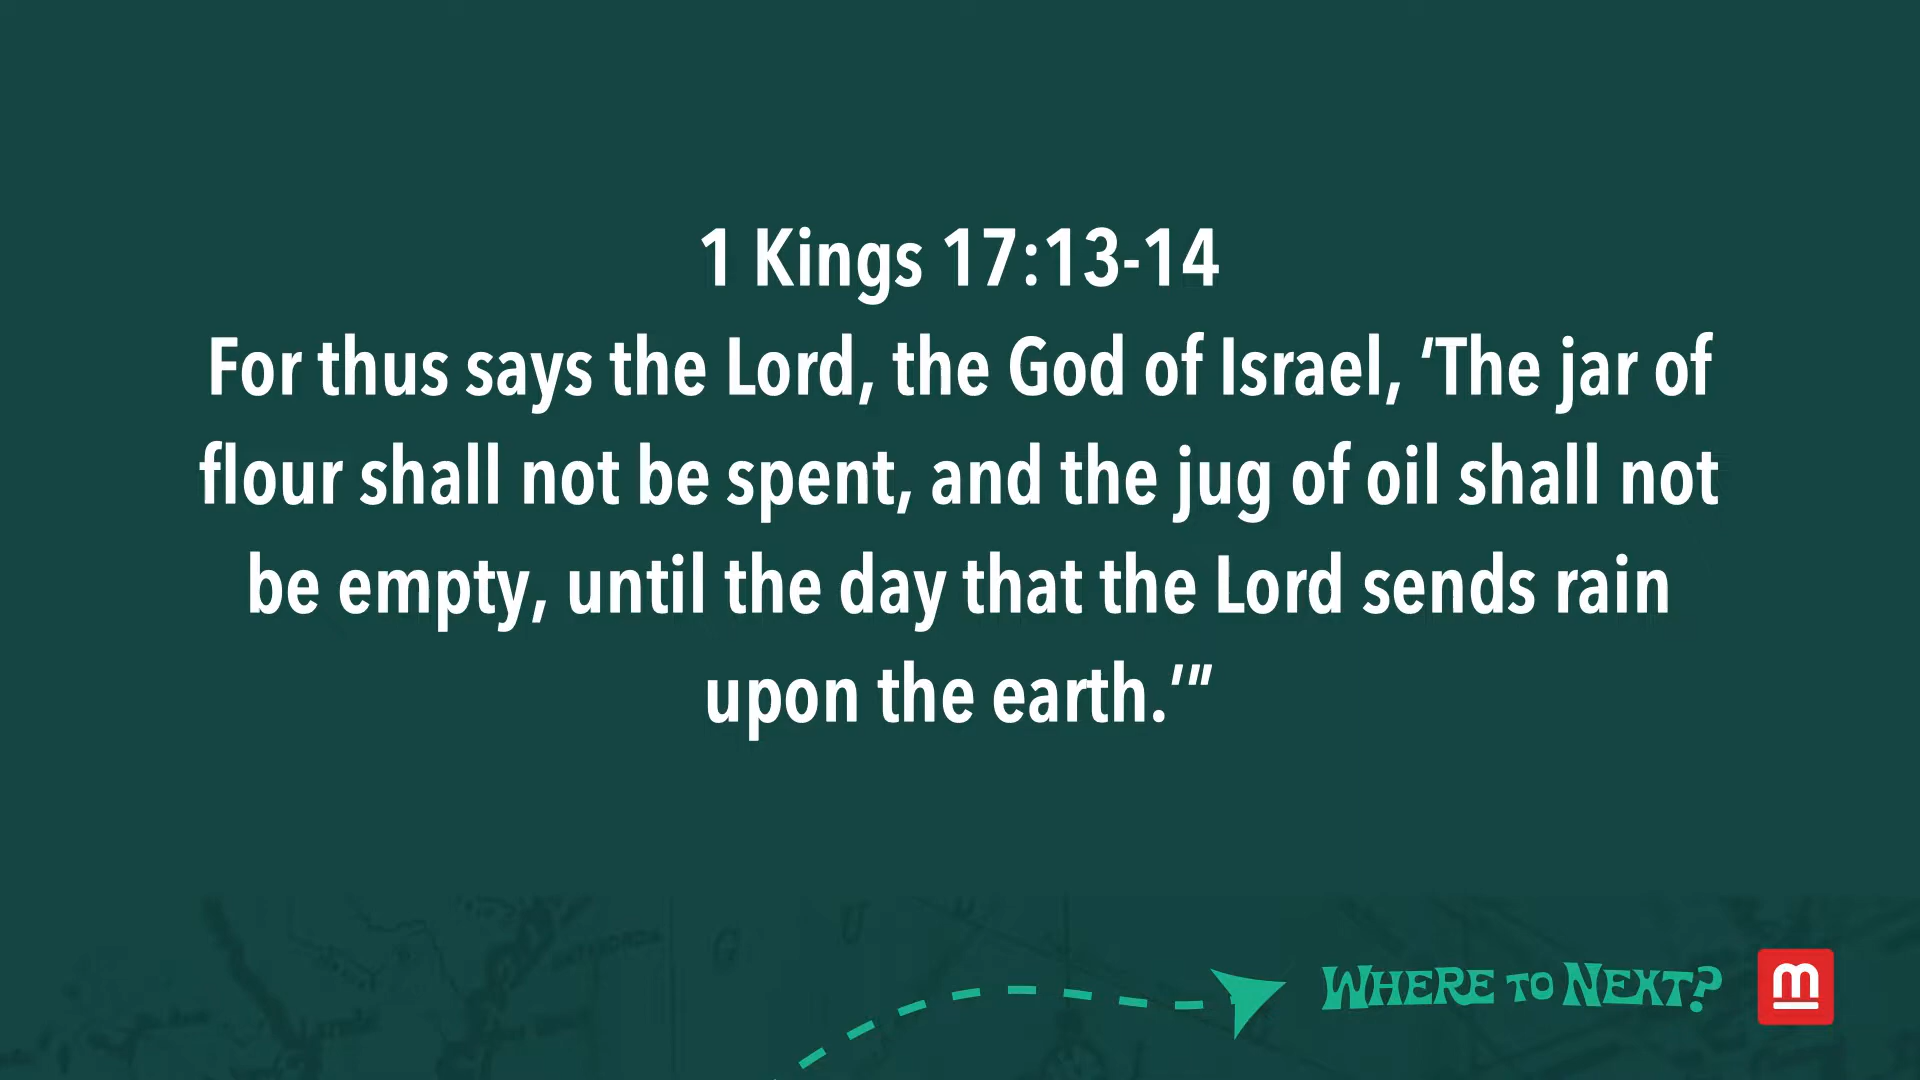 1 Kings 17:13-14
For thus says the Lord, the God of Israel, ‘The jar of
flour shall not be spent, and the jug of oil shall not
be empty, until the day that the Lord sends rain
upon the earth.’”
G U
WHERE TO NEXT?
m